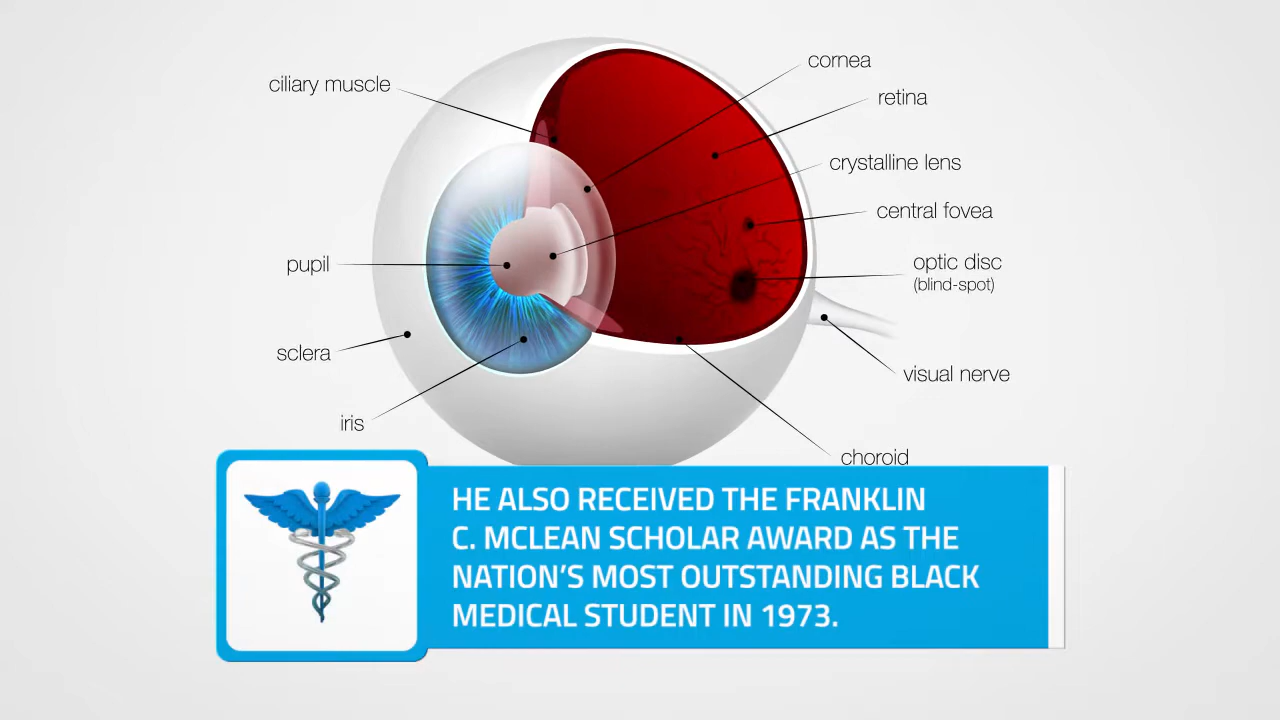 cornea
ciliary muscle
retina
crystalline lens
central fovea
optic disc
(blind-spot)
pupil
sclera
visual nerve
iris
choroid
HE ALSO RECEIVED THE FRANKLIN
C. MCLEAN SCHOLAR AWARD AS THE
NATION'S MOST OUTSTANDING BLACK
MEDICAL STUDENT IN 1973.